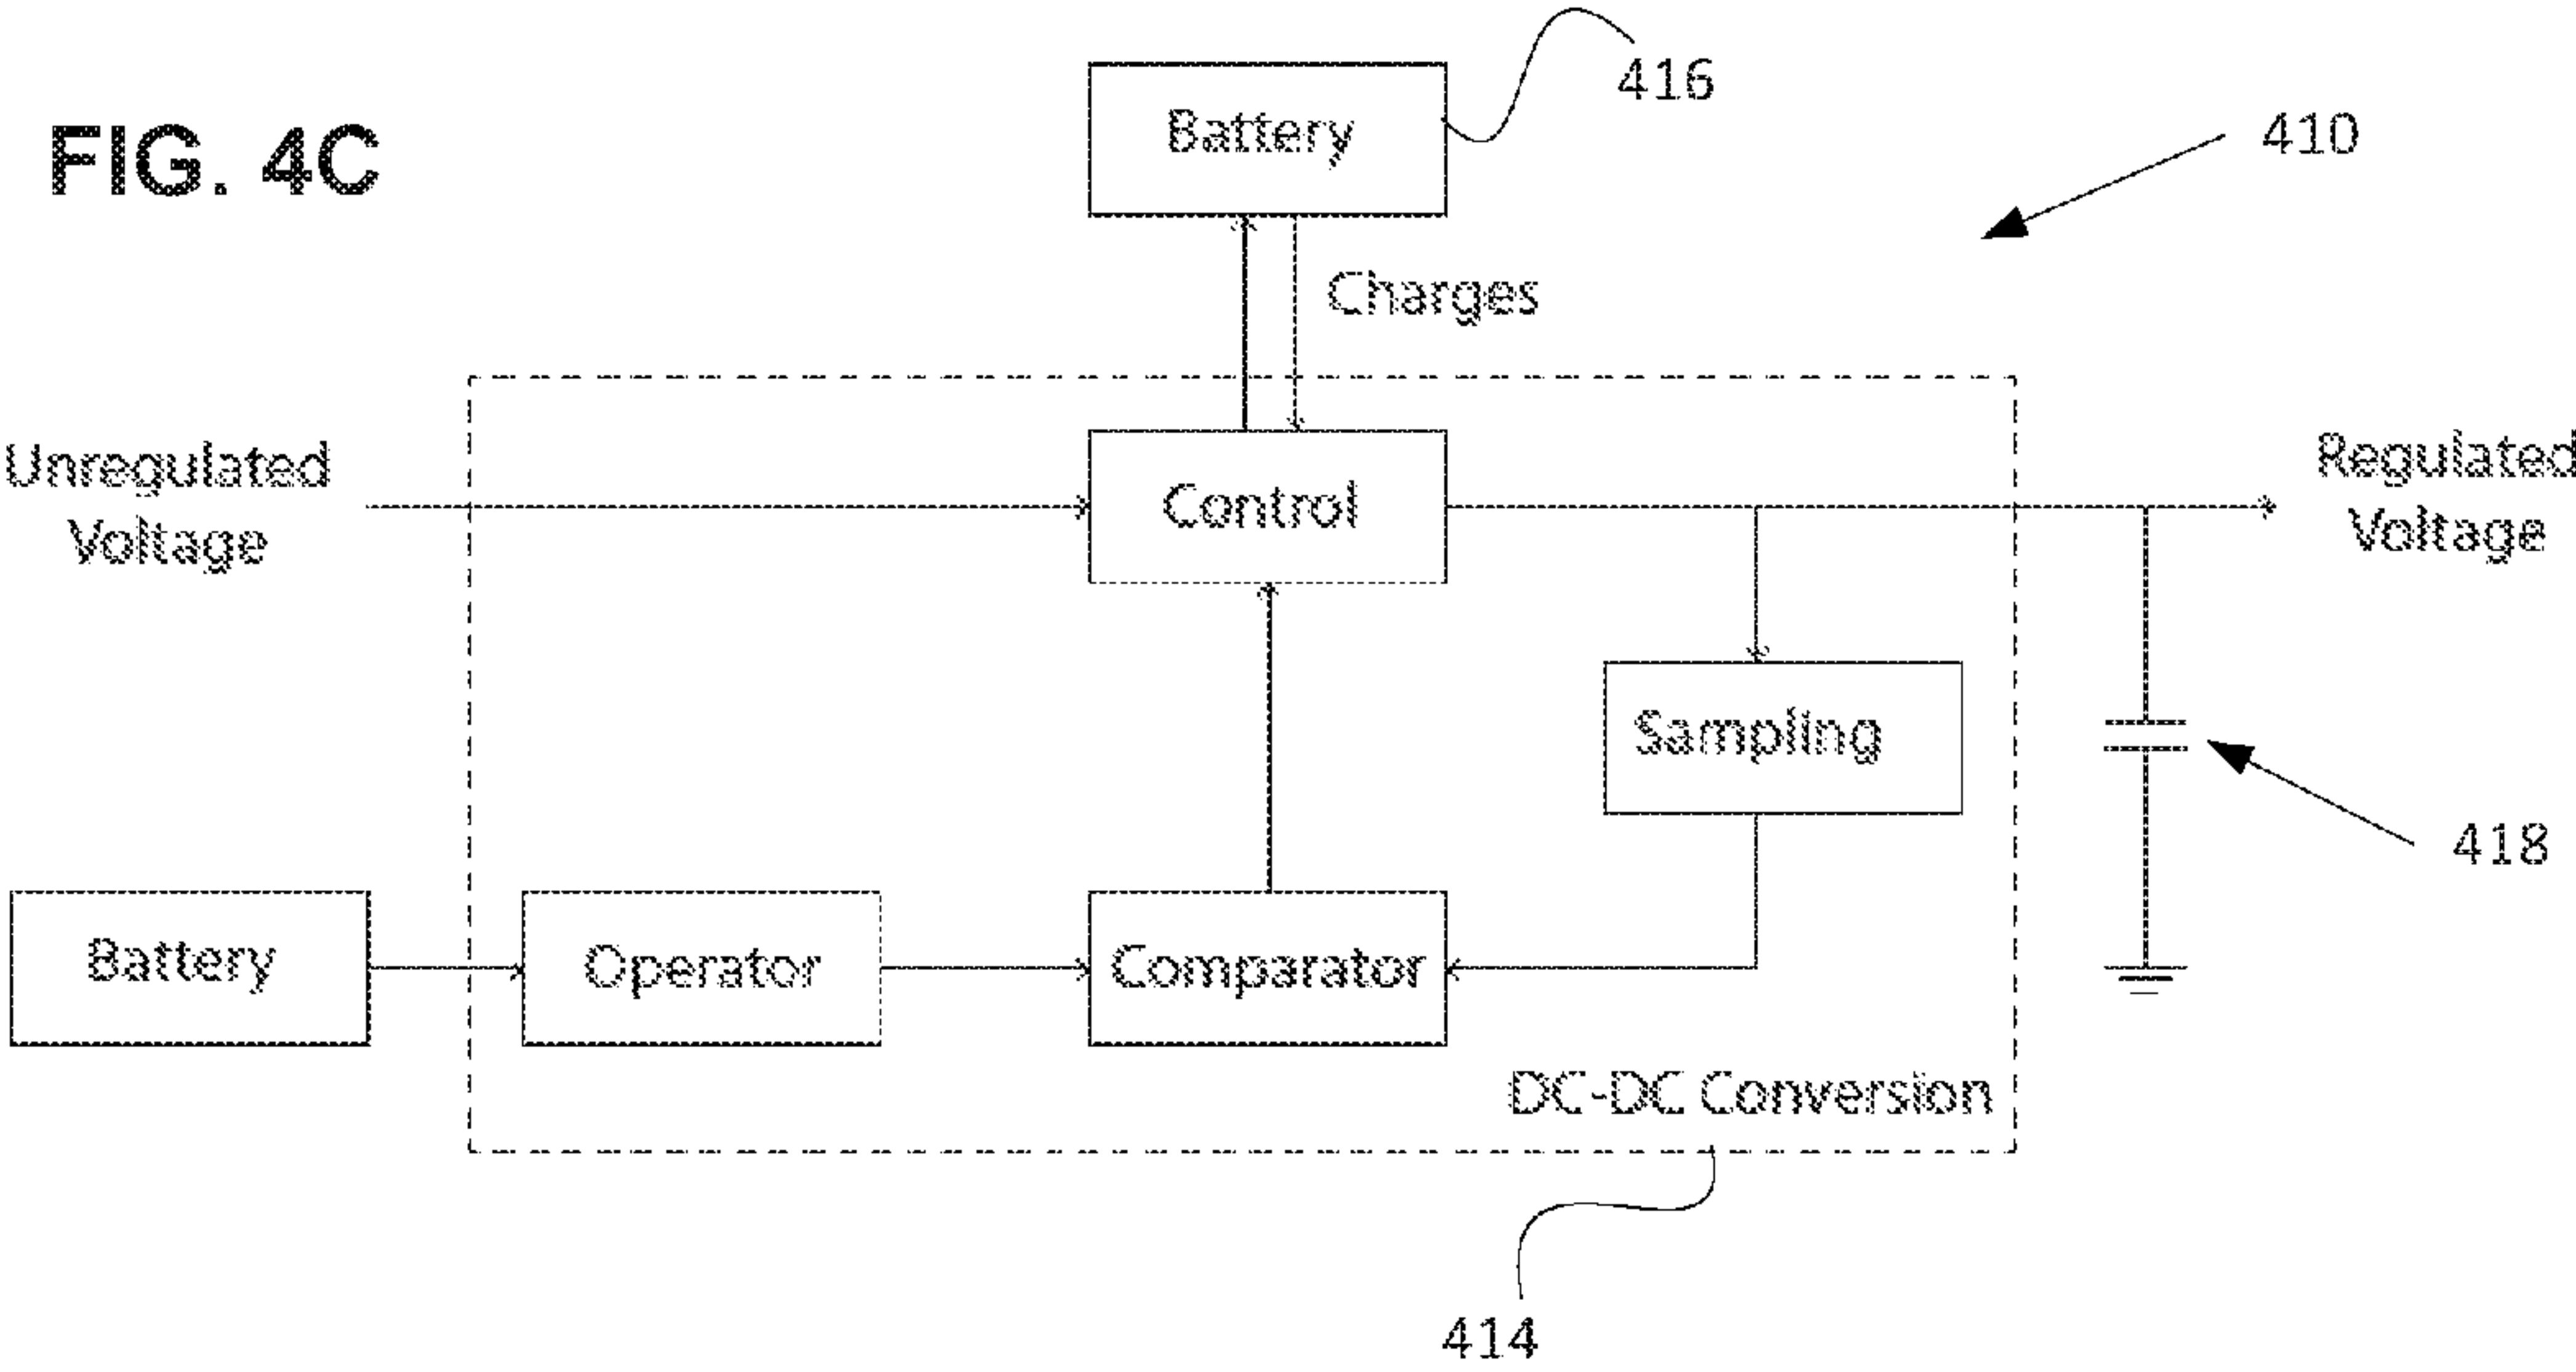 FIG. 4C
Battery
416
410
Charges
Unregulated
Voltage
Control
Regulated
Voltage
Sampling
418
Battery
Operator
Comparator
DC-DC Conversion
414